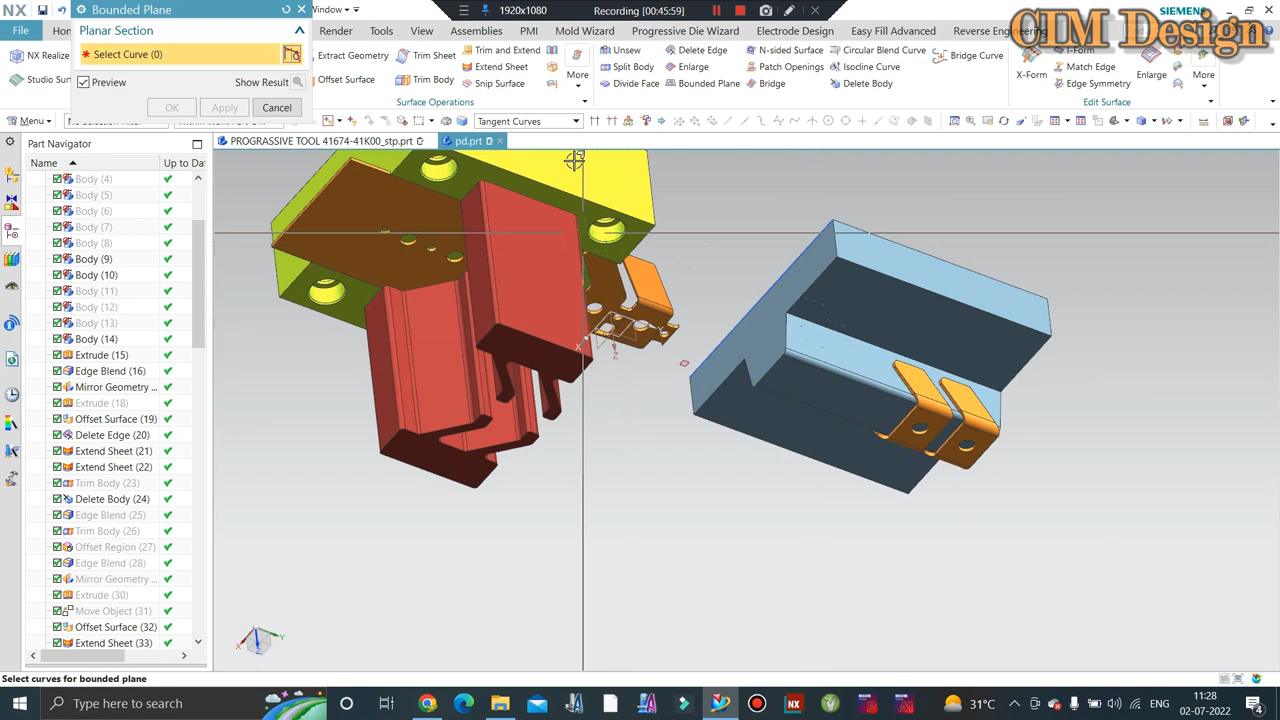 NX
Bounded Plane
Window
1920x1080
Recording [00:45:59]
SIEMENS
CIM Design
File
Render
Tools
View
Assemblies
PMI
Mold Wizard
Progressive Die Wizard
Electrode Design
Easy Fill Advanced
Planar Section
* Select Curve (0)
Preview
Show Result
OK
Apply
Cancel
NX Realize
Studio Su
Extract Geometry
Offset Surface
Trim Sheet
Trim Body
Trim and Extend
Extend Sheet
Snip Surface
More
Unsew
Split Body
Divide Face
Delete Edge
Enlarge
Bounded Plane
N-sided Surface
Patch Openings
Bridge
Circular Blend Curve
Isocline Curve
Delete Body
Bridge Curve
X-Form
I-Form
Match Edge
Edge Symmetry
Enlarge
More
Surface Operations
Edit Surface
Menu
Tangent Curves
Part Navigator
PROGRASSIVE TOOL 41674-41K00_stp.prt
pd.prt
Name
Up to Da
Body (4)
Body (5)
Body (6)
Body (7)
Body (8)
Body (9)
Body (10)
Body (11)
Body (12)
Body (13)
Body (14)
Extrude (15)
Edge Blend (16)
Mirror Geometry ...
Extrude (18)
Offset Surface (19)
Delete Edge (20)
Extend Sheet (21)
Extend Sheet (22)
Trim Body (23)
Delete Body (24)
Edge Blend (25)
Trim Body (26)
Offset Region (27)
Edge Blend (28)
Mirror Geometry ...
Extrude (30)
Move Object (31)
Offset Surface (32)
Extend Sheet (33)
X
Y
Z
X
Y
Z
Select curves for bounded plane
Type here to search
31°C
ENG
11:28
02-07-2022